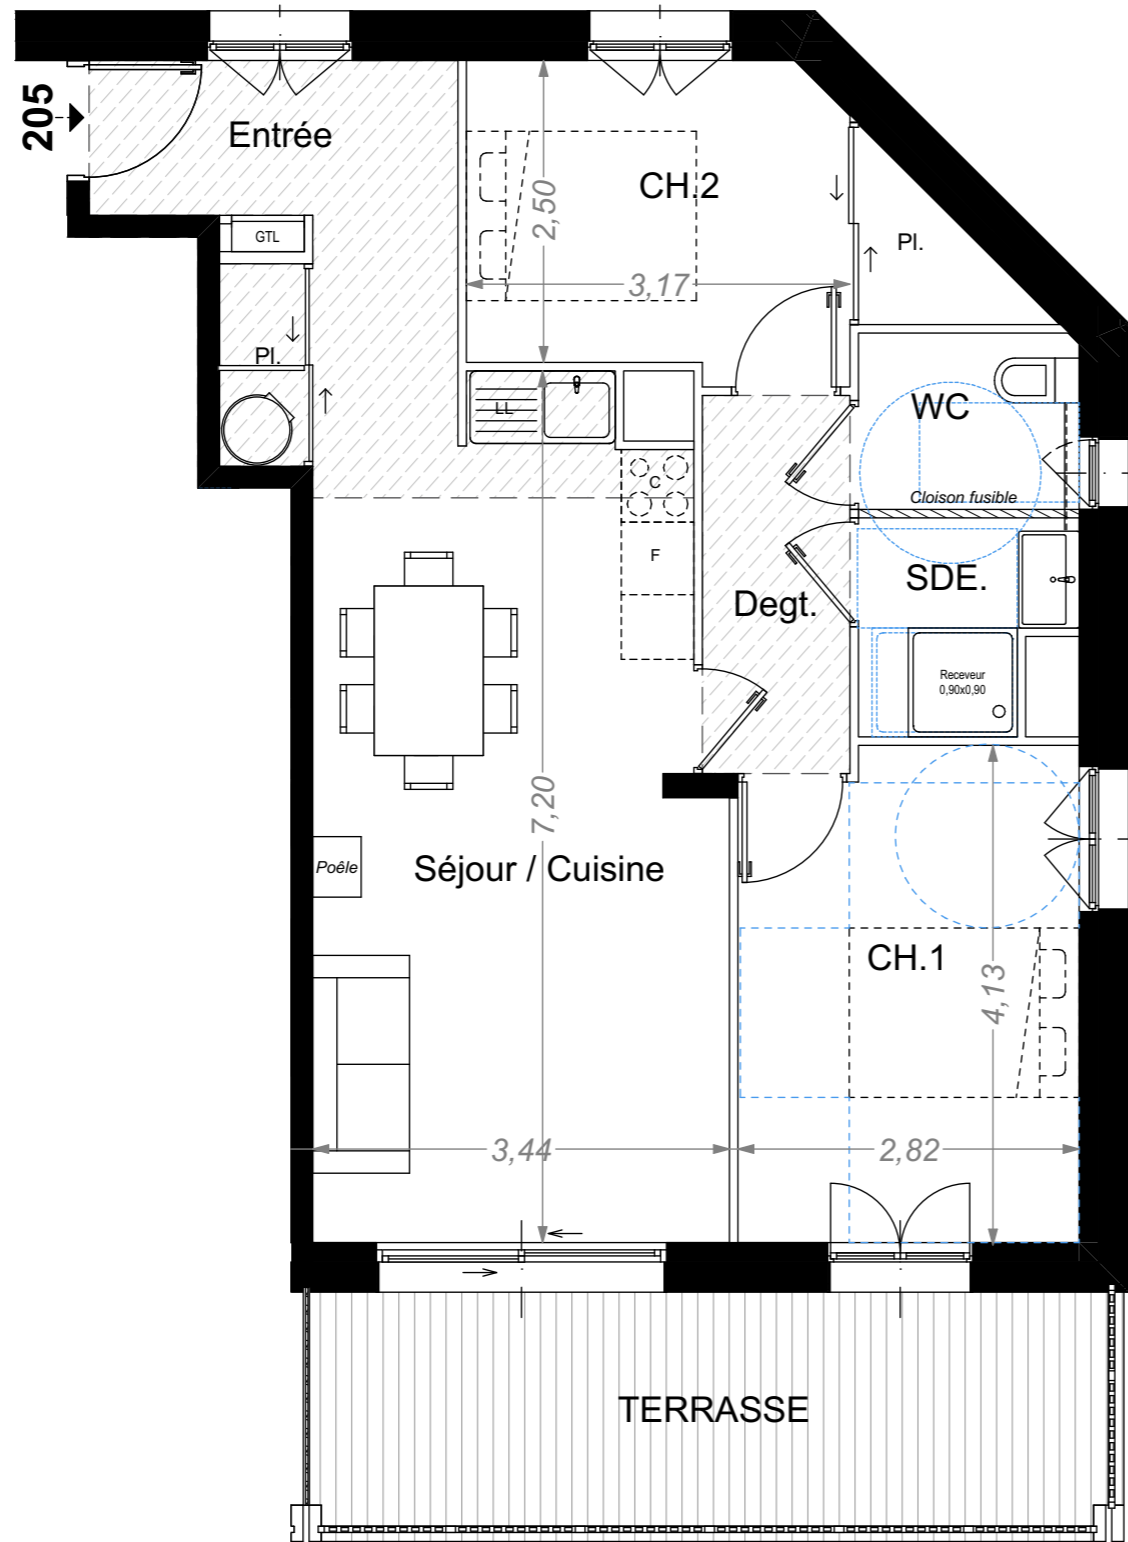 205
Entrée
CH.2
2,50
3,17
GTL
Pl.
Pl.
LL
WC
C
Cloison fusible
F
SDE.
Degt.
Receveur
0,90x0,90
7,20
Poêle
Séjour / Cuisine
CH.1
4,13
3,44
2,82
TERRASSE